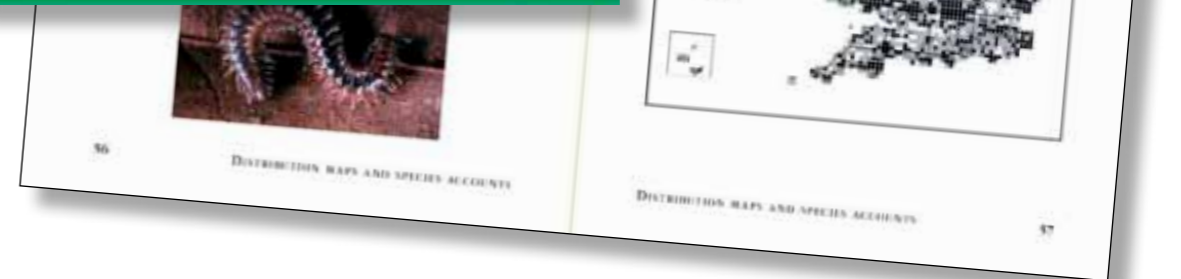 56
DISTRIBUTION MAPS AND SPECIES ACCOUNTS
DISTRIBUTION MAPS AND SPECIES ACCOUNTS
57